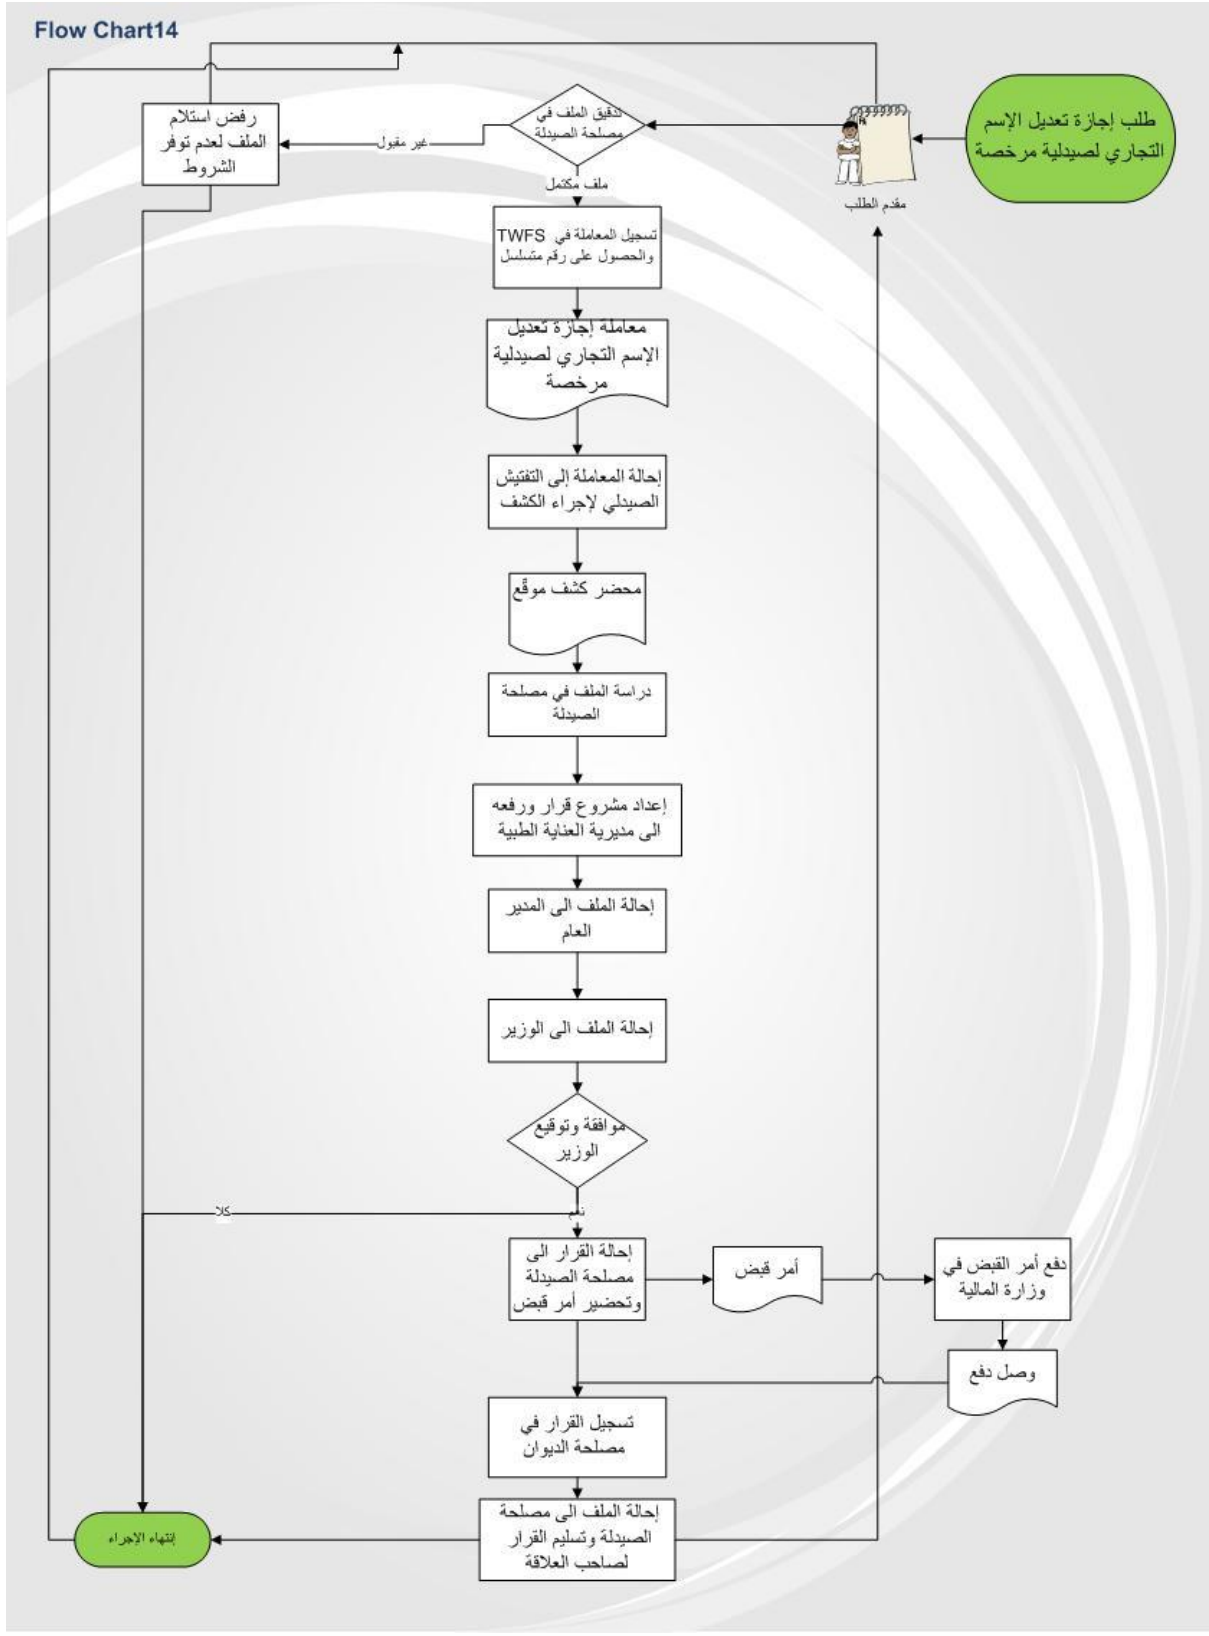 Flow Chart14
طلب إجازة تعديل الإسم
التجاري لصيدلية مرخصة
مقدم الطلب
تدقيق الملف في
مصلحة الصيدلة
غير مقبول
رفض استلام
الملف لعدم توفر
الشروط
ملف مكتمل
تسجيل المعاملة في TWFS
والحصول على رقم متسلسل
معاملة إجازة تعديل
الإسم التجاري لصيدلية
مرخصة
إحالة المعاملة إلى التفتيش
الصيدلي لإجراء الكشف
محضر كشف موقّع
دراسة الملف في مصلحة
الصيدلة
إعداد مشروع قرار ورفعه
الى مديرية العناية الطبية
إحالة الملف الى المدير
العام
إحالة الملف الى الوزير
موافقة وتوقيع
الوزير
كلا
نعم
إحالة القرار الى
مصلحة الصيدلة
وتحضير أمر قبض
أمر قبض
دفع أمر القبض في
وزارة المالية
وصل دفع
تسجيل القرار في
مصلحة الديوان
إحالة الملف الى مصلحة
الصيدلة وتسليم القرار
لصاحب العلاقة
إنتهاء الإجراء